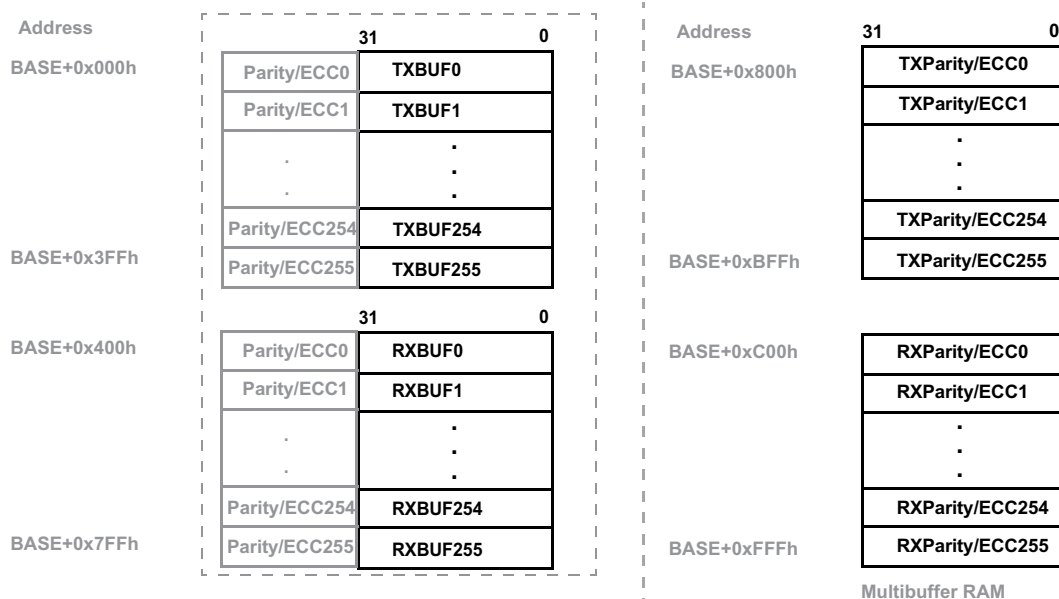 Address
31 0
BASE+0x000h
Parity/ECC0 TXBUF0
Parity/ECC1 TXBUF1
. .
. .
.
Parity/ECC254 TXBUF254
BASE+0x3FFh
Parity/ECC255 TXBUF255
31 0
BASE+0x400h
Parity/ECC0 RXBUF0
Parity/ECC1 RXBUF1
. .
. .
.
Parity/ECC254 RXBUF254
BASE+0x7FFh
Parity/ECC255 RXBUF255
Address
31 0
BASE+0x800h
TXParity/ECC0
TXParity/ECC1
.
.
.
TXParity/ECC254
BASE+0xBFFh
TXParity/ECC255
BASE+0xC00h
RXParity/ECC0
RXParity/ECC1
.
.
.
RXParity/ECC254
BASE+0xFFFh
RXParity/ECC255
Multibuffer RAM